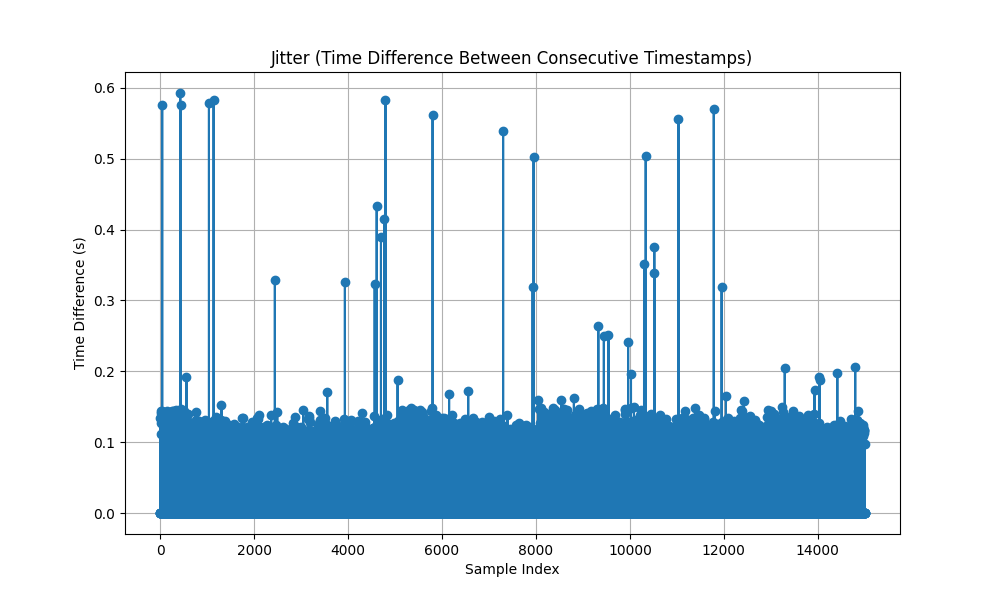 Jitter (Time Difference Between Consecutive Timestamps)
0.6
0.5
0.4
0.3
0.2
0.1
0.0
Time Difference (s)
0 2000 4000 6000 8000 10000 12000 14000
Sample Index